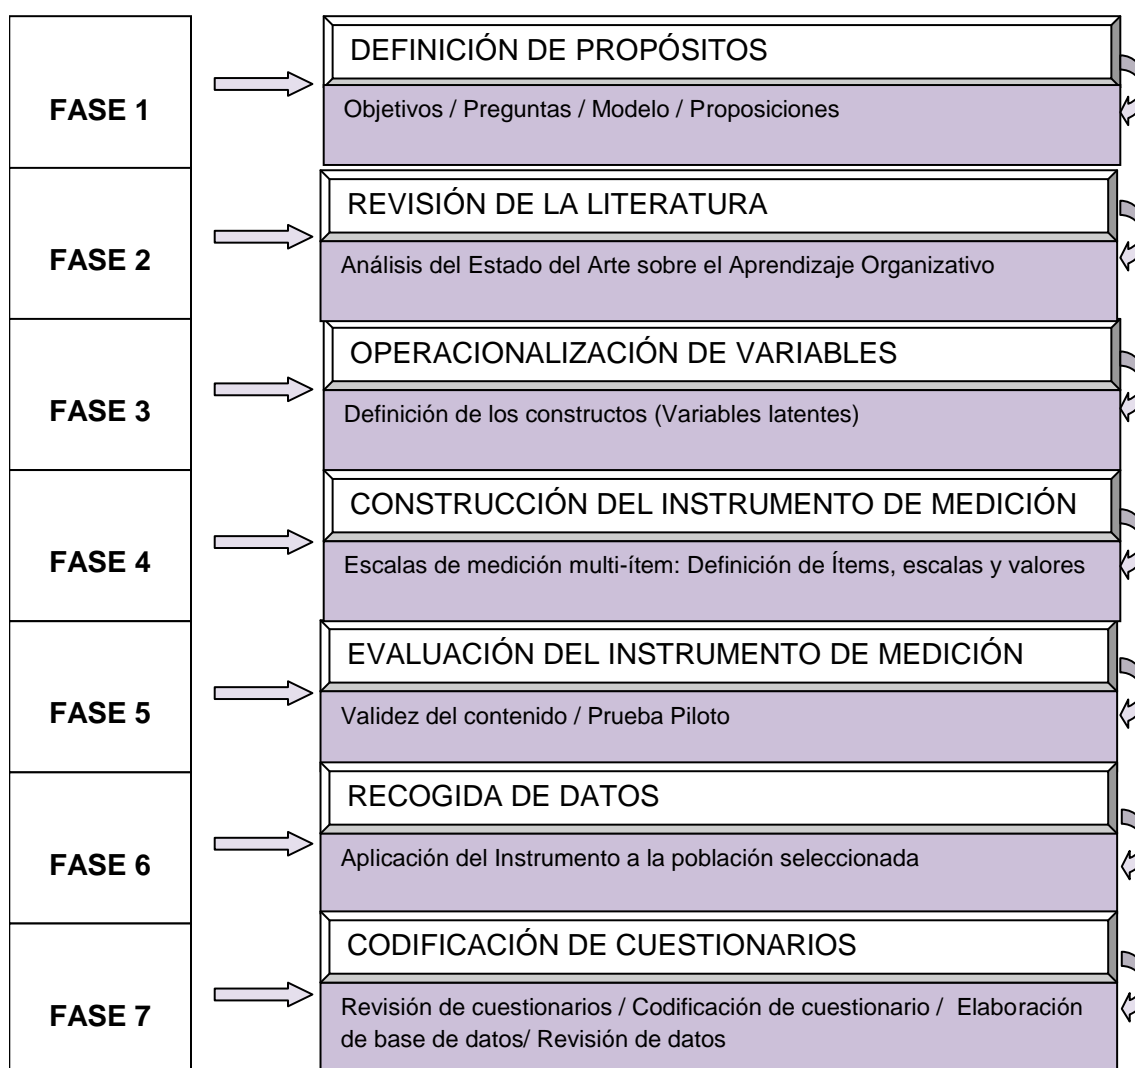 FASE 1
DEFINICIÓN DE PROPÓSITOS
Objetivos / Preguntas / Modelo / Proposiciones
FASE 2
REVISIÓN DE LA LITERATURA
Análisis del Estado del Arte sobre el Aprendizaje Organizativo
FASE 3
OPERACIONALIZACIÓN DE VARIABLES
Definición de los constructos (Variables latentes)
FASE 4
CONSTRUCCIÓN DEL INSTRUMENTO DE MEDICIÓN
Escalas de medición multi-ítem: Definición de Ítems, escalas y valores
FASE 5
EVALUACIÓN DEL INSTRUMENTO DE MEDICIÓN
Validez del contenido / Prueba Piloto
FASE 6
RECOGIDA DE DATOS
Aplicación del Instrumento a la población seleccionada
FASE 7
CODIFICACIÓN DE CUESTIONARIOS
Revisión de cuestionarios / Codificación de cuestionario / Elaboración
de base de datos/ Revisión de datos